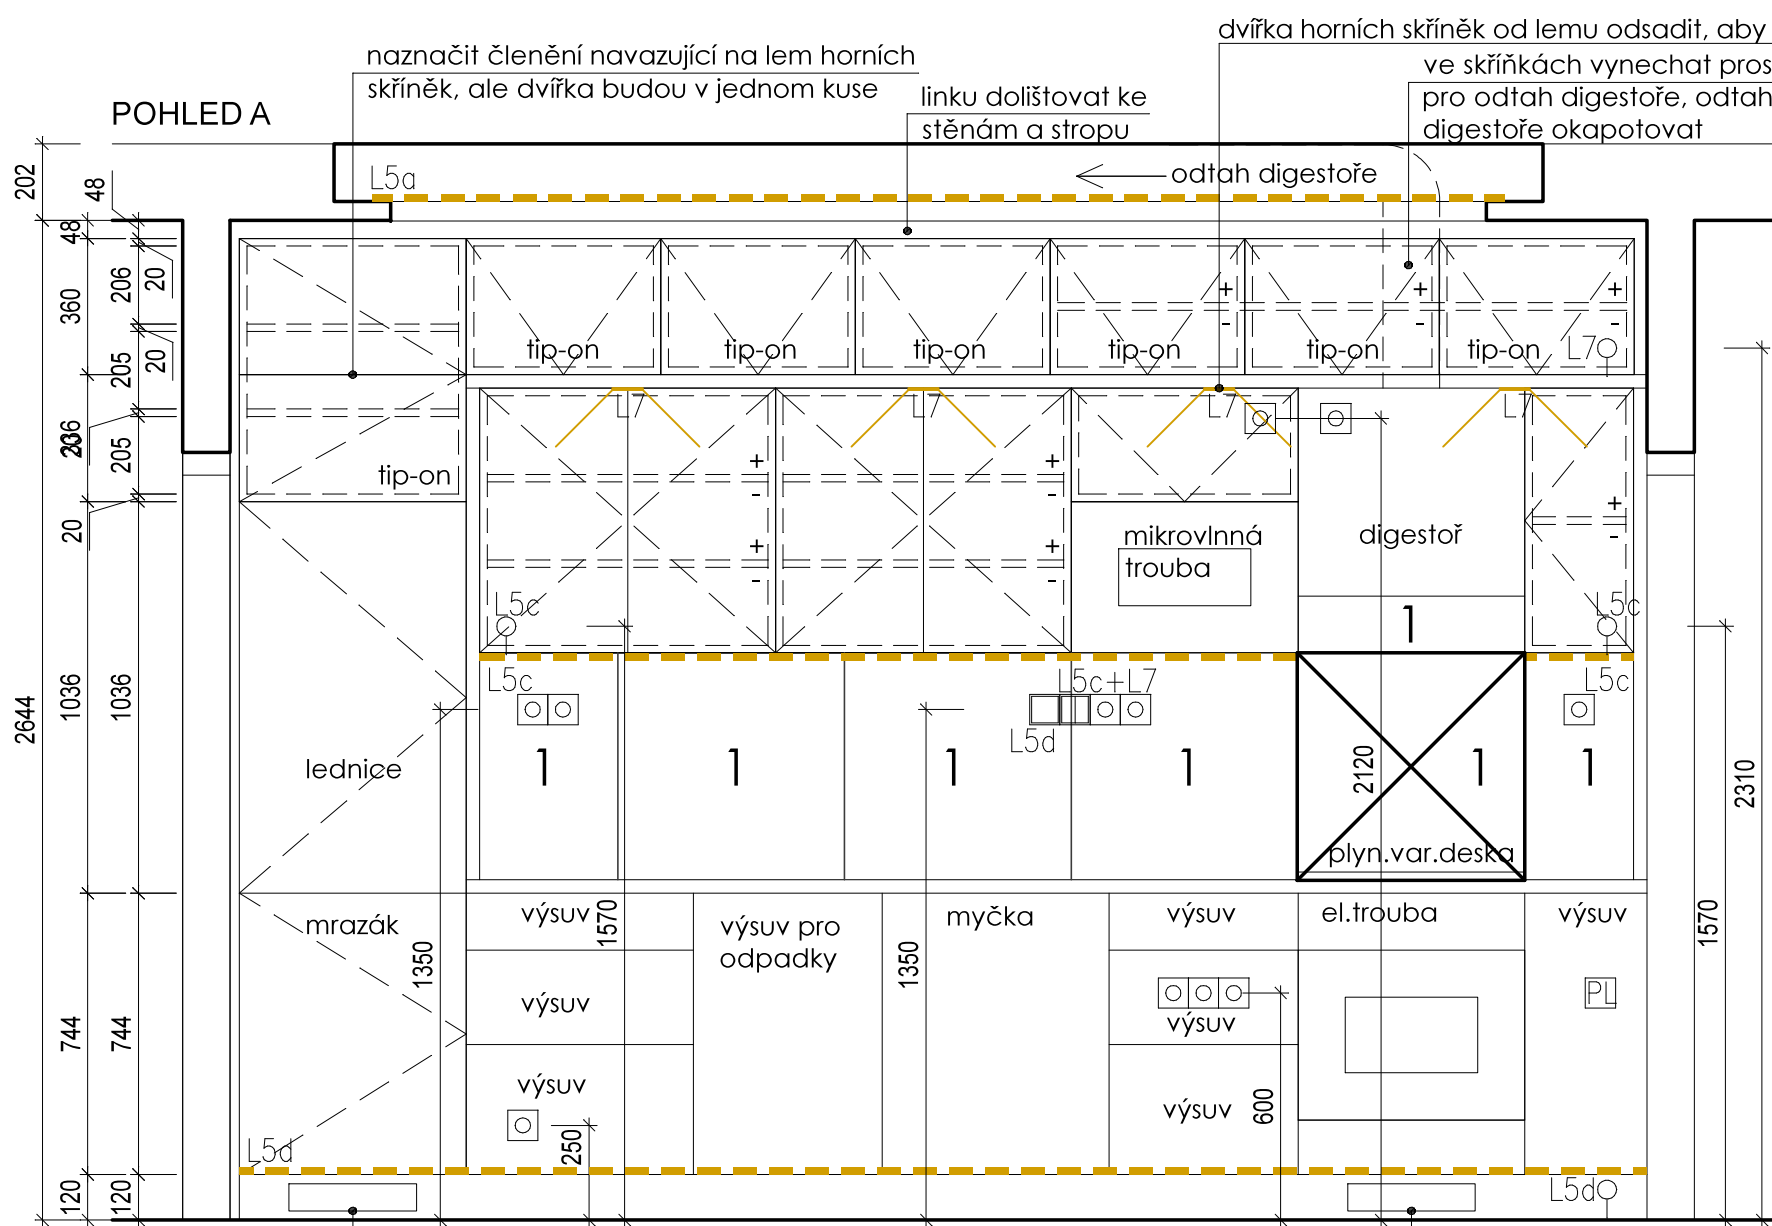 dvířka horních skříněk od lemu odsadit, aby
naznačit členění navazující na lem horních
skříněk, ale dvířka budou v jednom kuse
ve skříňkách vynechat pros
pro odtah digestoře, odtah
digestoře okapotovat
linku dolištovat ke
stěnám a stropu
POHLED A
202
48
48
L5a
odtah digestoře
360
206
20
205
20
205
20
+
-
+
-
+
-
tip-on
tip-on
tip-on
tip-on
tip-on
tip-on
L7
L7
L7
L7
L7
tip-on
+
-
+
-
+
-
+
-
+
-
mikrovlnná
trouba
digestoř
L5c
L5c
1
L5c
L5c+L7
L5c
L5d
2644
1036
1036
lednice
1
1
1
1
2120
1
1
2310
plyn.var.deska
mrazák
výsuv
1570
výsuv pro
odpadky
myčka
výsuv
el.trouba
výsuv
1570
1350
1350
výsuv
výsuv
PL
744
744
výsuv
250
výsuv
600
L5d
L5d
120
120